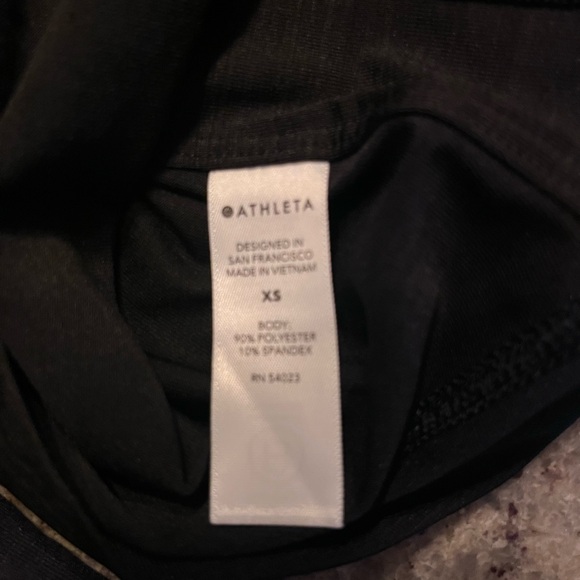 ATHLETA
DESIGNED IN
SAN FRANCISCO
MADE IN VIETNAM
XS
BODY:
90% POLYESTER
10% SPANDEX
RN 54023